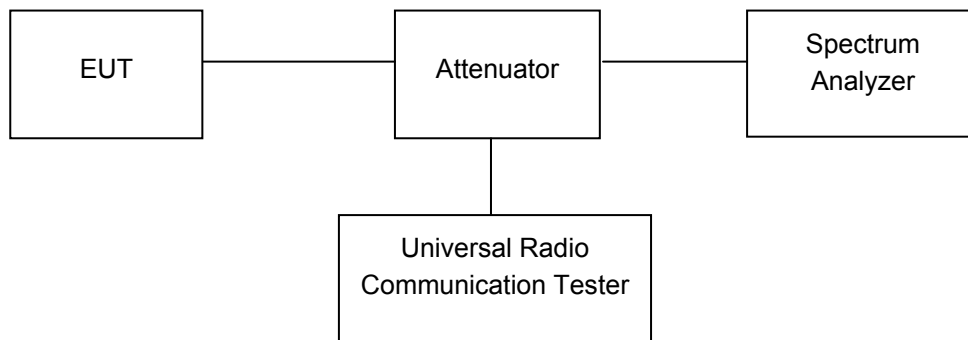 EUT
Attenuator
Spectrum
Analyzer
Universal Radio
Communication Tester